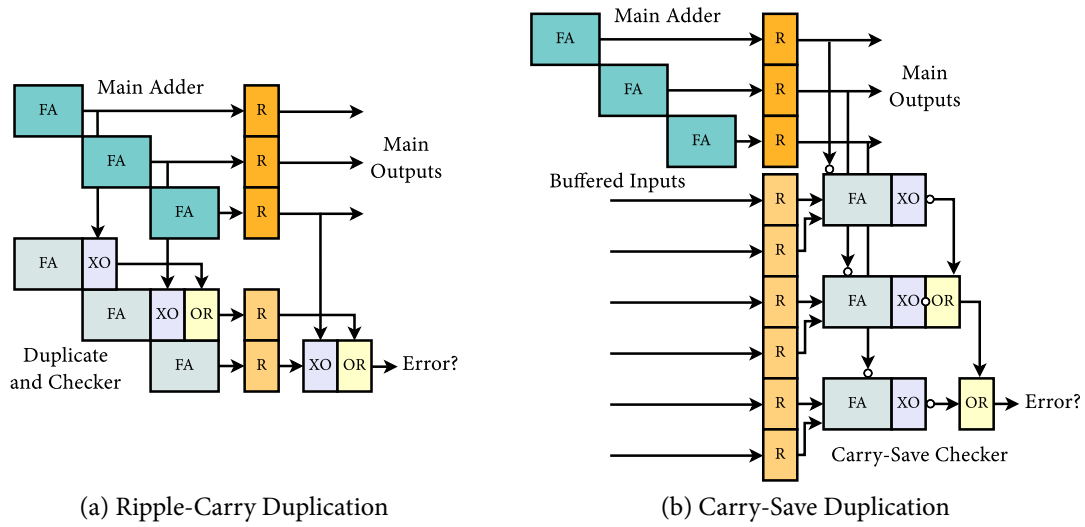 Main Adder
FA
R
FA
R
Main
Outputs
FA
R
FA
XO
FA
XO
OR
R
Duplicate
and Checker
FA
R
XO
OR
Error?
(a) Ripple-Carry Duplication
Main Adder
FA
R
FA
R
Main
Outputs
FA
R
Buffered Inputs
R
FA
XO
R
R
FA
XO
OR
R
R
FA
XO
OR
Error?
R
Carry-Save Checker
(b) Carry-Save Duplication